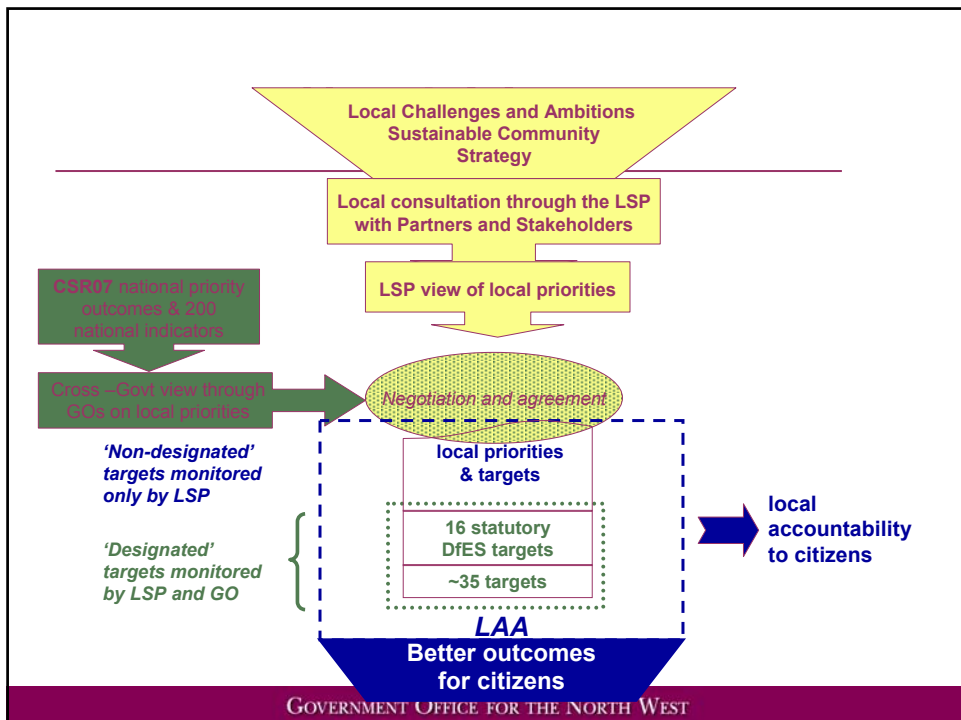 Local Challenges and Ambitions
Sustainable Community
Strategy
Local consultation through the LSP
with Partners and Stakeholders
LSP view of local priorities
CSR07 national priority
outcomes & 200
national indicators
Cross –Govt view through
GOs on local priorities
Negotiation and agreement
‘Non-designated’
targets monitored
only by LSP
local priorities
& targets
‘Designated’
targets monitored
by LSP and GO
16 statutory
DfES targets
~35 targets
local
accountability
to citizens
LAA
Better outcomes
for citizens
GOVERNMENT OFFICE FOR THE NORTH WEST